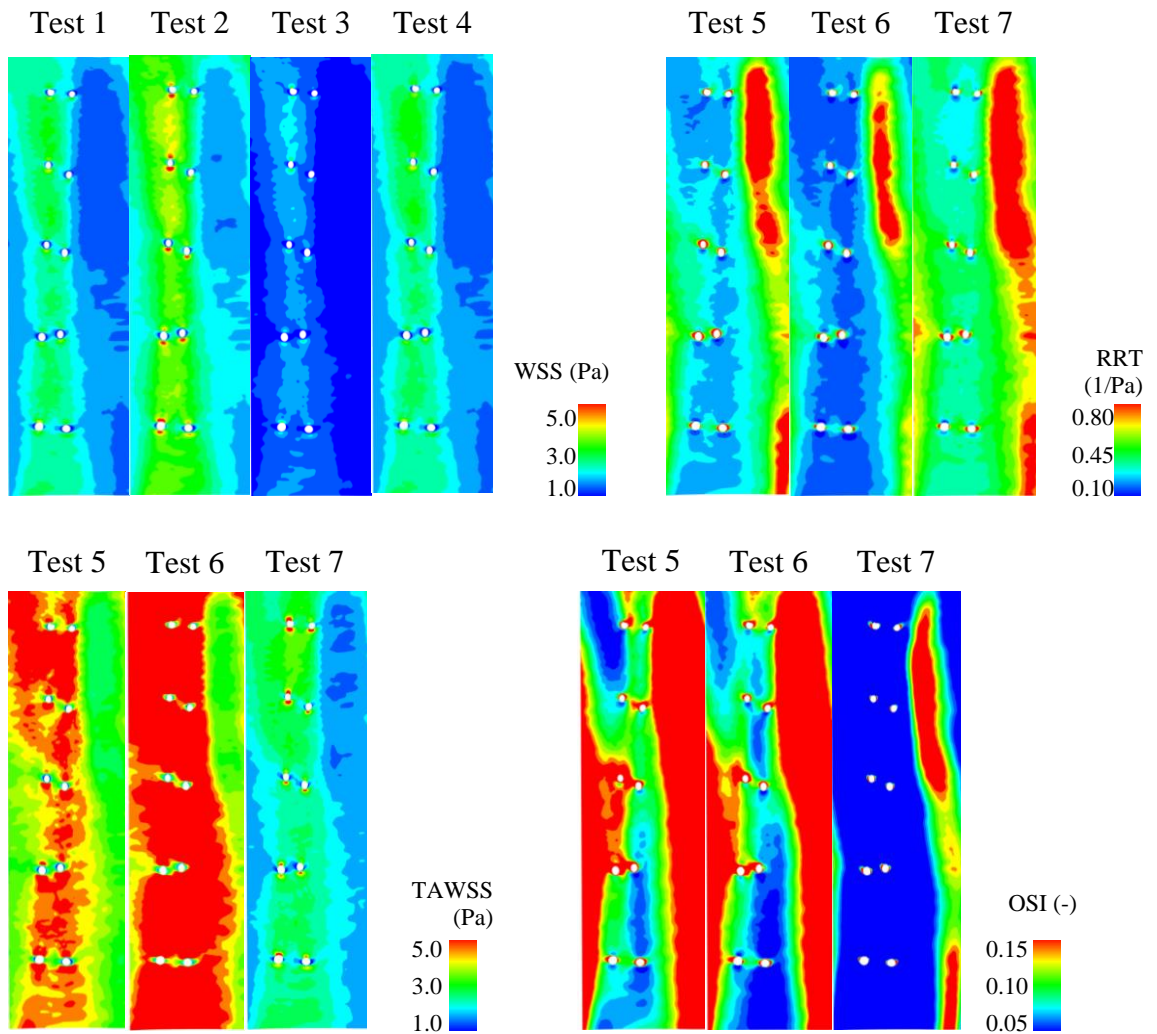 Test 1 Test 2 Test 3 Test 4
WSS (Pa)
5.0
3.0
1.0
Test 5 Test 6 Test 7
RRT
(1/Pa)
0.80
0.45
0.10
Test 5 Test 6 Test 7
TAWSS
(Pa)
5.0
3.0
1.0
Test 5 Test 6 Test 7
OSI (-)
0.15
0.10
0.05